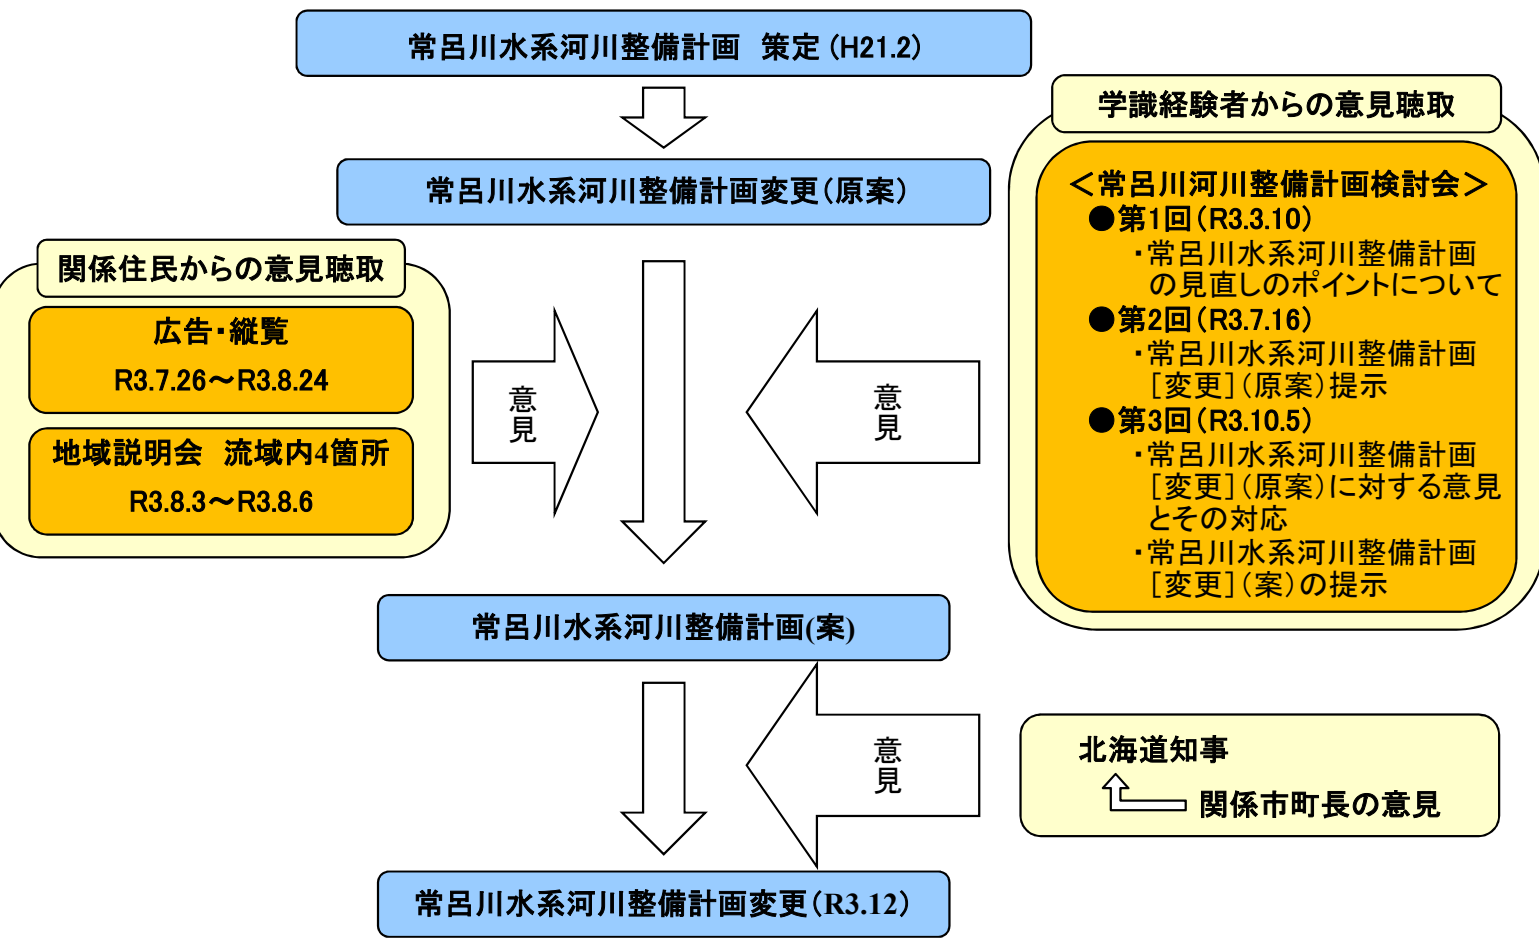 常呂川水系河川整備計画　策定(H21.2)
常呂川水系河川整備計画変更(原案)
関係住民からの意見聴取
広告・縦覧
R3.7.26～R3.8.24
地域説明会　流域内4箇所
R3.8.3～R3.8.6
意見
意見
学識経験者からの意見聴取
＜常呂川河川整備計画検討会＞
●第1回(R3.3.10)
・常呂川水系河川整備計画
の見直しのポイントについて
●第2回(R3.7.16)
・常呂川水系河川整備計画
［変更］(原案)提示
●第3回(R3.10.5)
・常呂川水系河川整備計画
［変更］(原案)に対する意見
とその対応
・常呂川水系河川整備計画
［変更］(案)の提示
常呂川水系河川整備計画(案)
意見
北海道知事
関係市町長の意見
常呂川水系河川整備計画変更(R3.12)